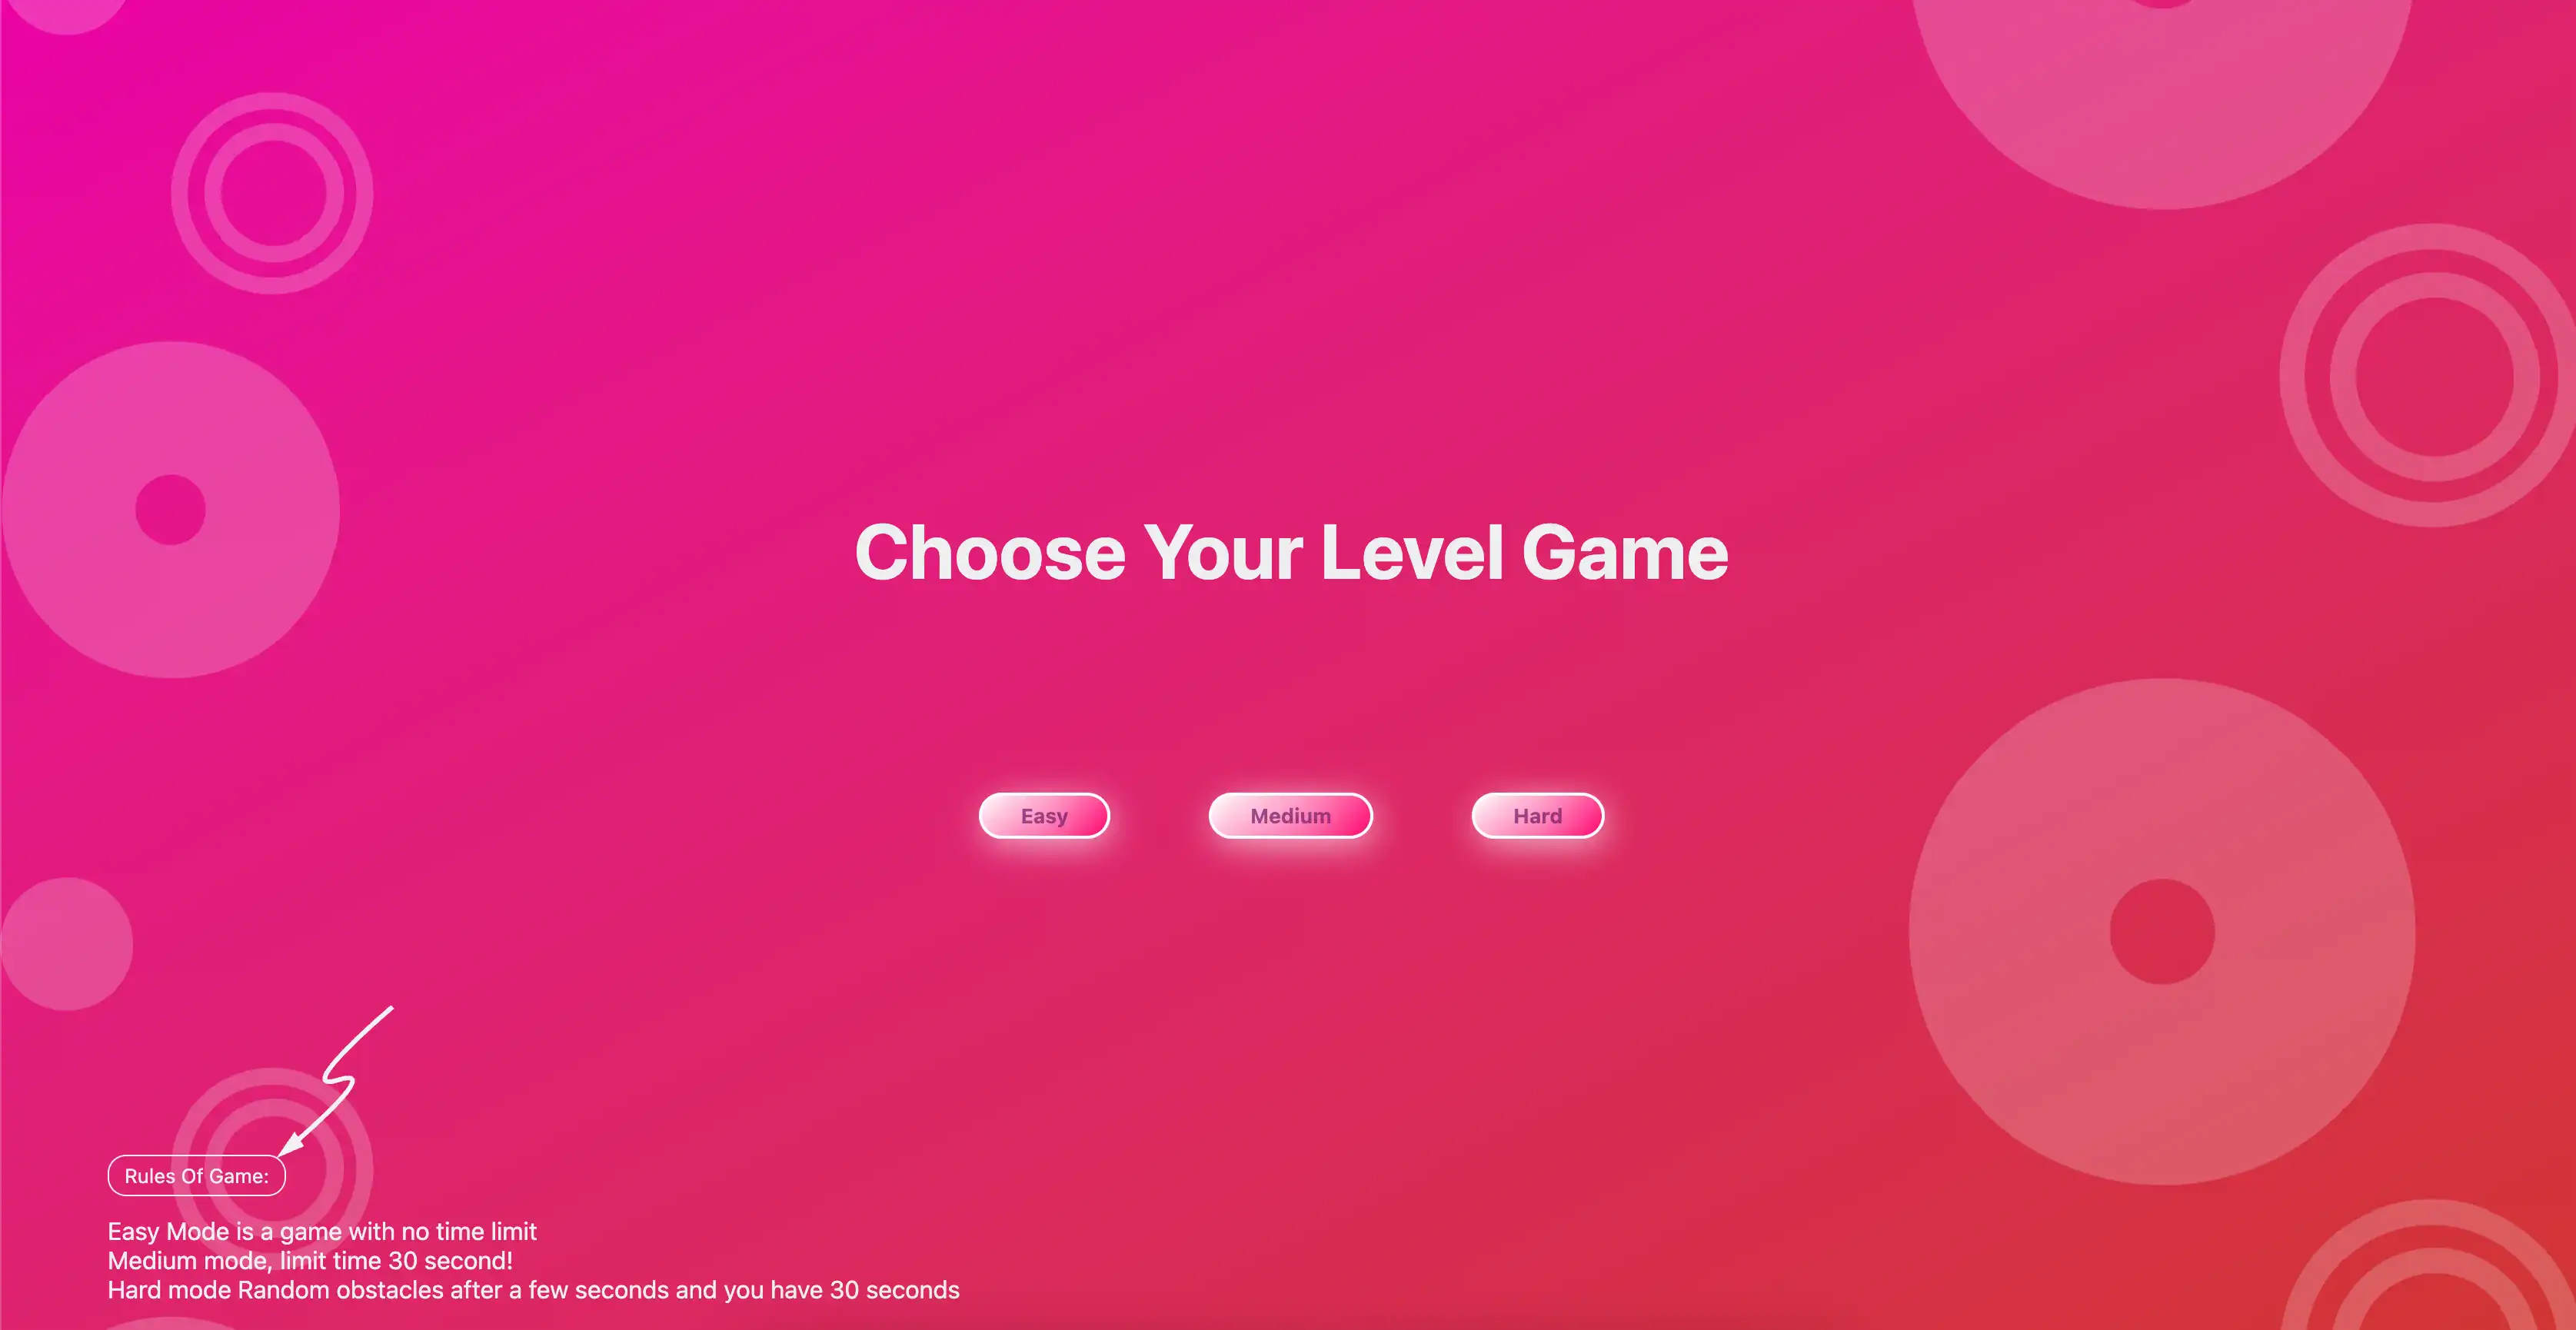 Choose Your Level Game
Easy
Medium
Hard
Rules Of Game:
Easy Mode is a game with no time limit
Medium mode, limit time 30 second!
Hard mode Random obstacles after a few seconds and you have 30 seconds